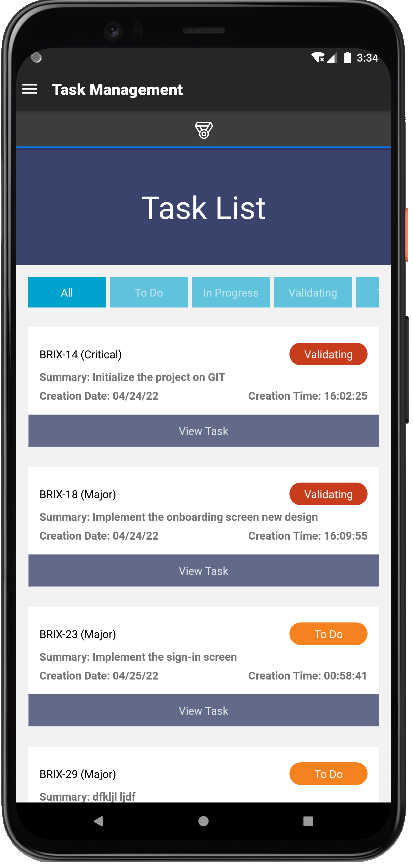 3:34
Task Management
Task List
All To Do In Progress Validating
BRIX-14 (Critical) Validating
Summary: Initialize the project on GIT
Creation Date: 04/24/22 Creation Time: 16:02:25
View Task
BRIX-18 (Major) Validating
Summary: Implement the onboarding screen new design
Creation Date: 04/24/22 Creation Time: 16:09:55
View Task
BRIX-23 (Major) To Do
Summary: Implement the sign-in screen
Creation Date: 04/25/22 Creation Time: 00:58:41
View Task
BRIX-29 (Major) To Do
Summary: dfkljl ljdf